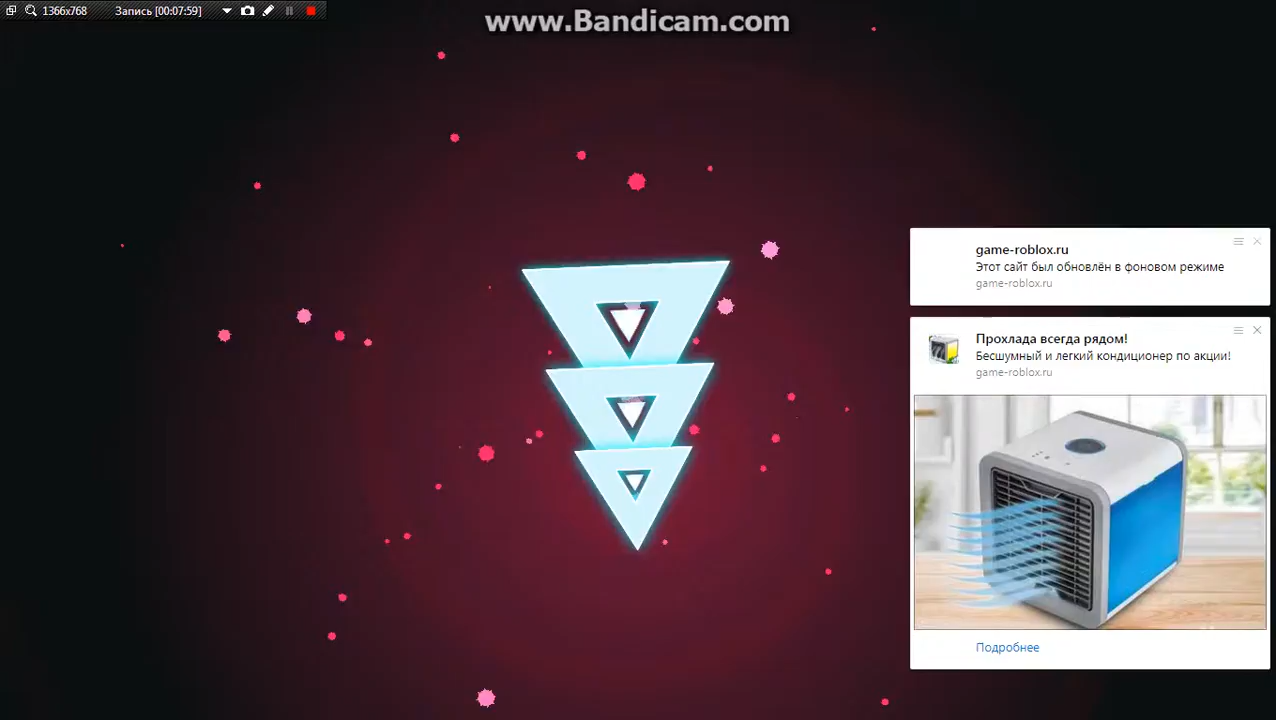 1366x768
Запись [00:07:59]
www.Bandicam.com
game-roblox.ru
Этот сайт был обновлён в фоновом режиме
game-roblox.ru
Прохлада всегда рядом!
Бесшумный и легкий кондиционер по акции!
game-roblox.ru
Подробнее